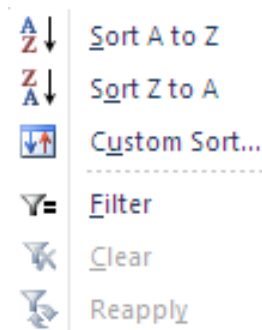 Sort A to Z
Sort Z to A
Custom Sort...
Filter
Clear
Reapply